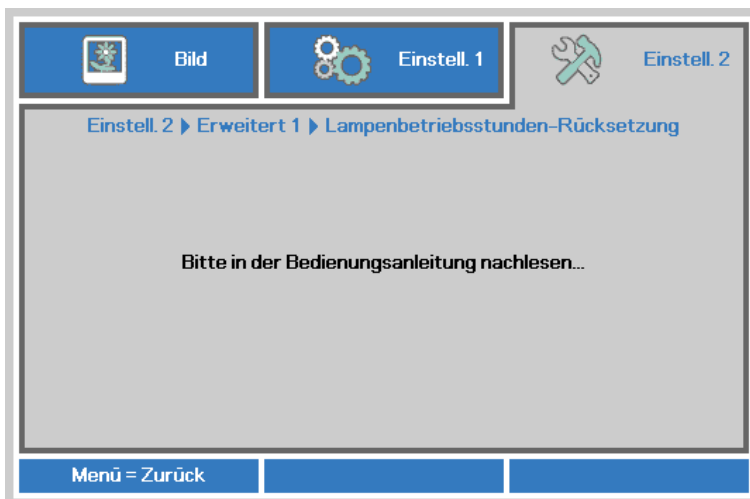 Bild
Einstell. 1
Einstell. 2
Einstell. 2 ▶ Erweitert 1 ▶ Lampenbetriebsstunden-Rücksetzung
Bitte in der Bedienungsanleitung nachlesen...
Menü = Zurück